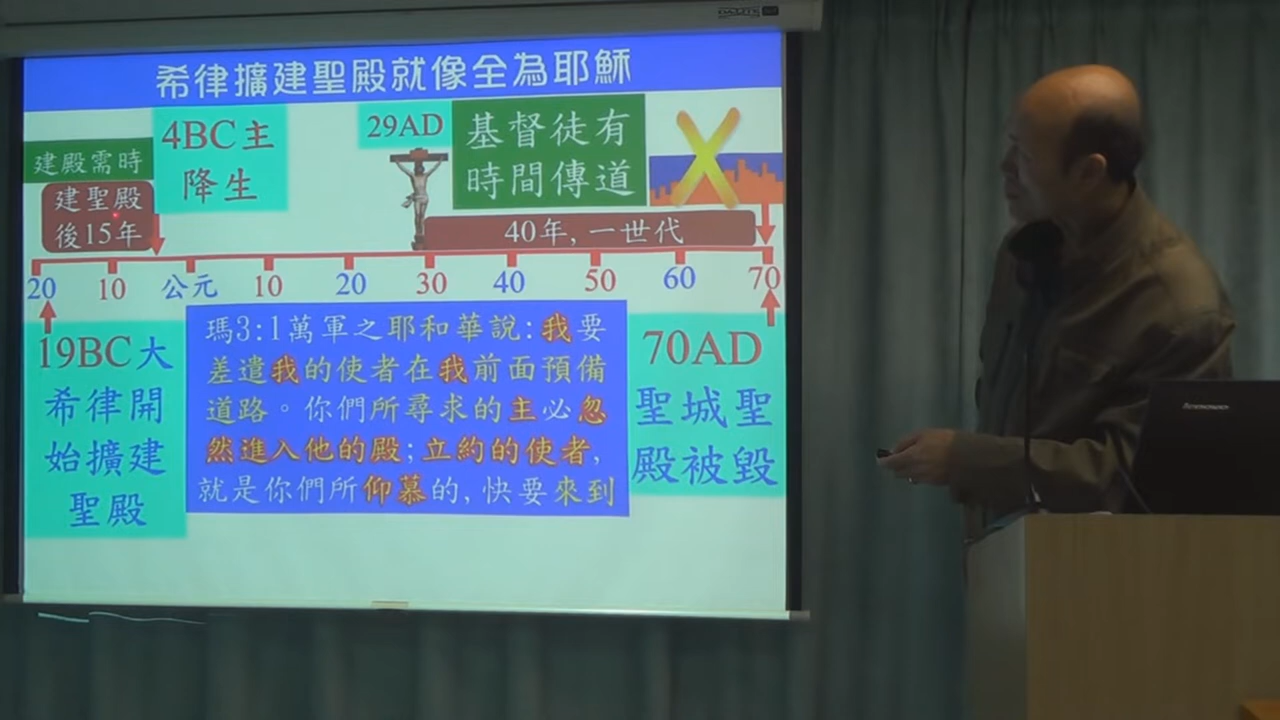 希律擴建聖殿就像全為耶穌
建殿需時
建聖殿
後15年
4BC主
降生
29AD
基督徒有
時間傳道
40年, 一世代
20 10 公元 10 20 30 40 50 60 70
19BC大
希律開
始擴建
聖殿
瑪3:1萬軍之耶和華說:我要
差遣我的使者在我前面預備
道路。你們所尋求的主必忽
然進入他的殿;立約的使者,
就是你們所仰慕的,快要來到
70AD
聖城聖
殿被毀
lenovo